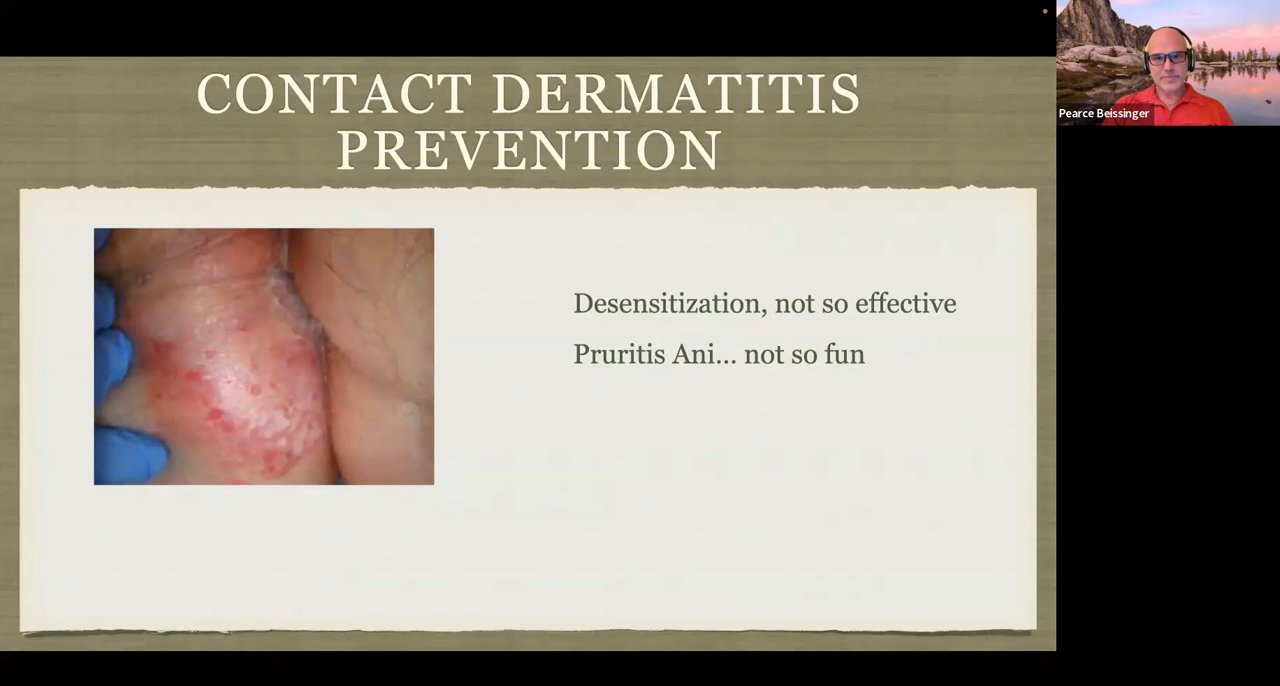 CONTACT DERMATITIS
PREVENTION
Desensitization, not so effective
Pruritis Ani... not so fun
Pearce Beissinger